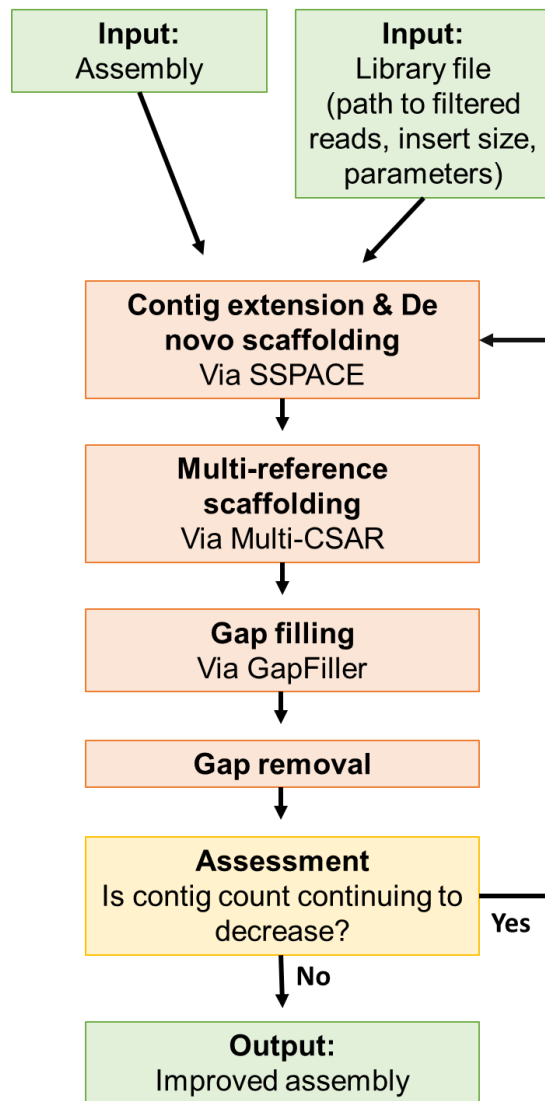 Input:
Assembly
Input:
Library file
(path to filtered
reads, insert size,
parameters)
Contig extension & De
novo scaffolding
Via SSPACE
Multi-reference
scaffolding
Via Multi-CSAR
Gap filling
Via GapFiller
Gap removal
Assessment
Is contig count continuing to
decrease?
Yes
No
Output:
Improved assembly